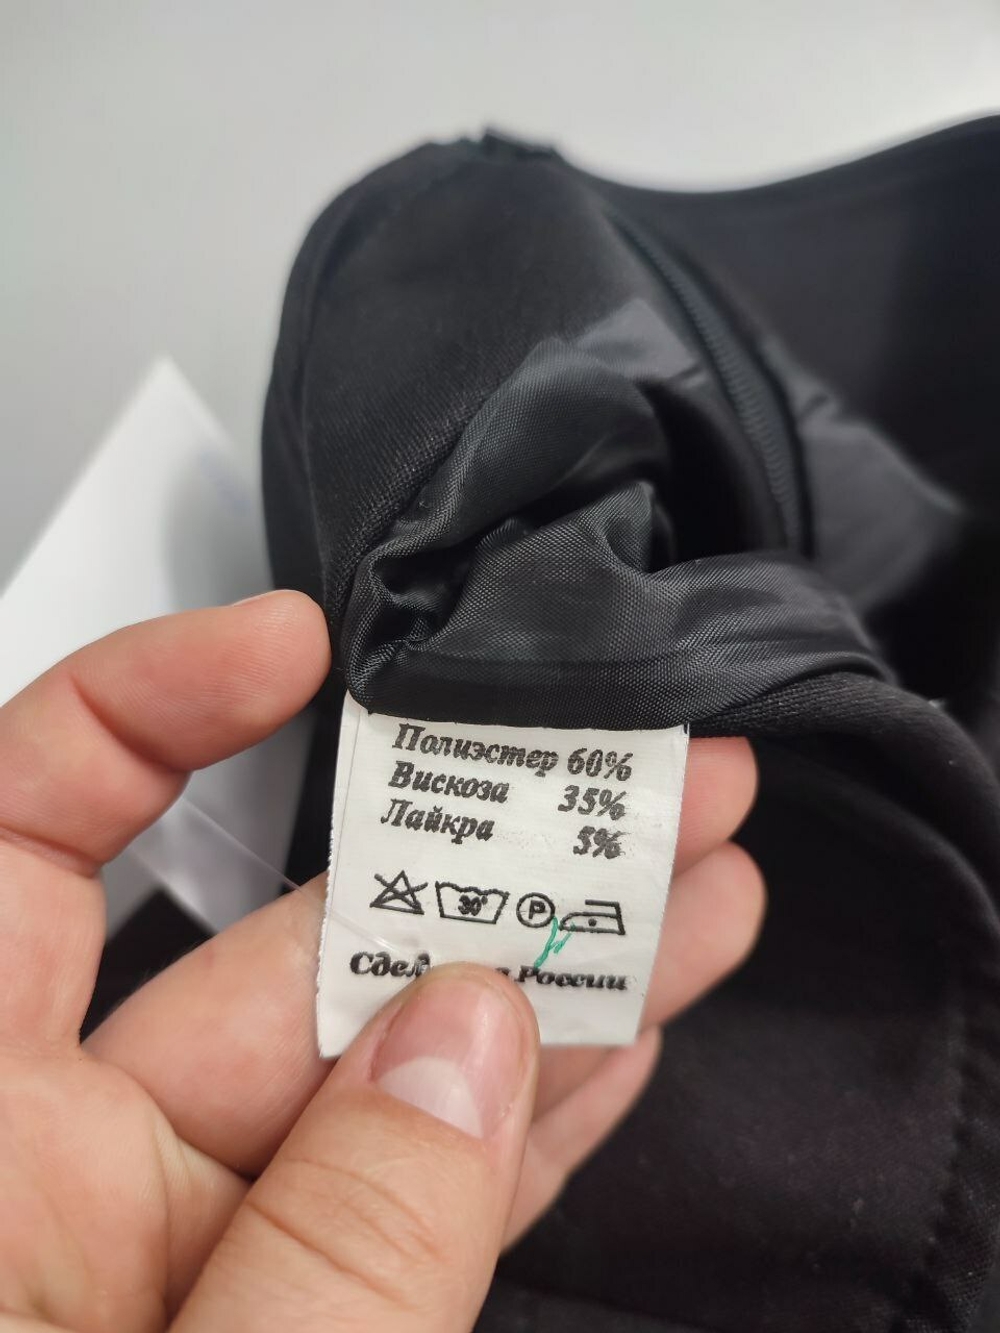 Полиэстер 60%
Вискоза 35%
Лайкра 5%
30° P
России